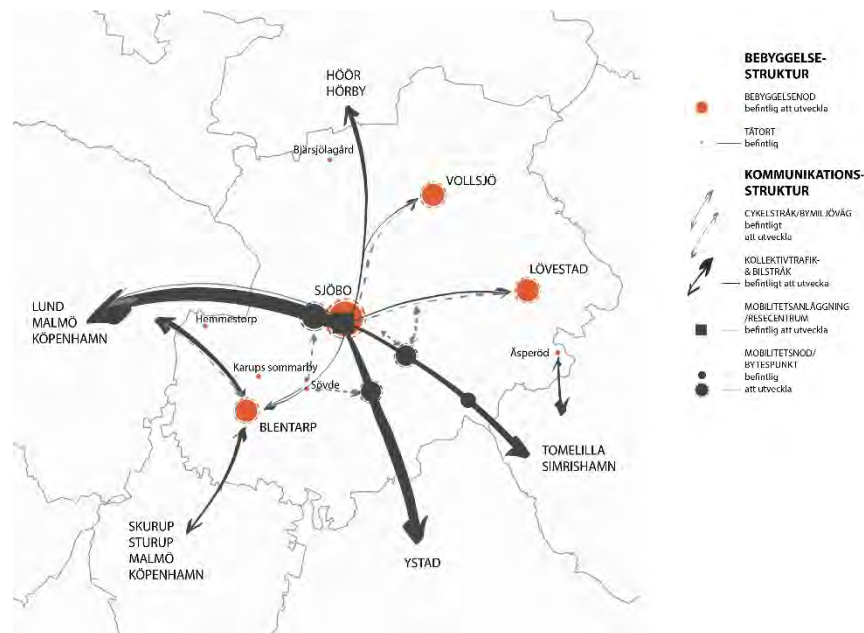 HÖÖR
HÖRBY
Bjärsjölagård
VOLLSJÖ
SJÖBO
LÖVESTAD
LUND
MALMÖ
KÖPENHAMN
Hemmestorp
Äsperöd
Karups sommarby
Sövde
BLENTARP
TOMELILLA
SIMRISHAMN
SKURUP
STURUP
MALMÖ
KÖPENHAMN
YSTAD
BEBYGGELSE-
STRUKTUR
BEBYGGELSENOD
befintlig att utveckla
TÄTORT
befintlig
KOMMUNIKATIONS-
STRUKTUR
CYKELSTRÅK/BYMILJÖVÄG
befintligt
att utveckla
KOLLEKTIVTRAFIK-
& BILSTRÅK
befintligt att utvecka
MOBILITETSANLÄGGNING
/RESECENTRUM
befintlig att utveckla
MOBILITETSNOD/
BYTESPUNKT
befintlig
att utveckla